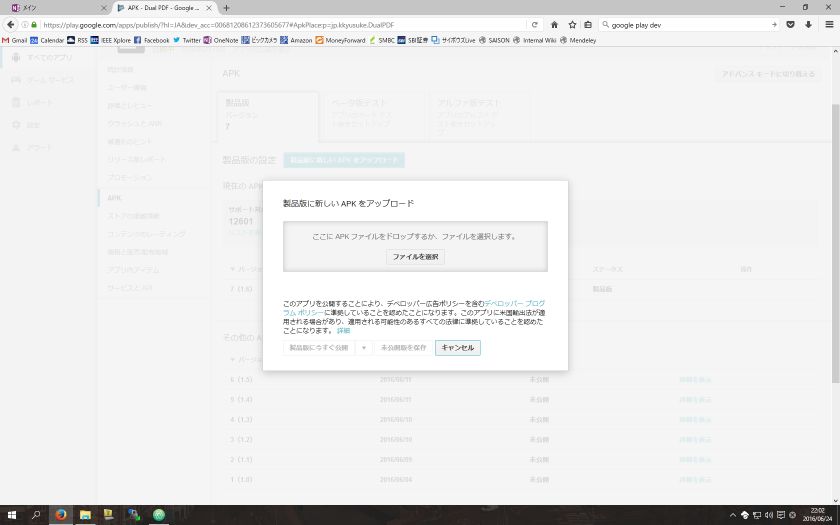 メイン
APK - Dual PDF - Google ...
https://play.google.com/apps/publish/?hl=JA&dev_acc=00681208612373605677#ApkPlace:p=jp.kkyusuke.DualPDF
google play dev
Gmail Calendar RSS IEEE Xplore Facebook Twitter OneNote ビックカメラ Amazon MoneyForward SMBC SBI証券 サイボウズLive SAISON Internal Wiki Mendeley
すべてのアプリ
ゲーム サービス
レポート
設定
アラート
統計情報
評価とレビュー
クラッシュと ANR
最適化のヒント
リリース前レポート
プロモーション
APK
ストアの掲載情報
コンテンツのレーティング
アプリ内アイテム
サービスと API
APK
アドバンス モードに切り替える
製品版
バージョン
7
ベータ版テスト
アルファ版テスト
製品版の設定
製品版に新しい APK をアップロード
現在の APK
12601
ステータス
操作
製品版
製品版に新しい APK をアップロード
ここに APK ファイルをドロップするか、ファイルを選択します。
ファイルを選択
このアプリを公開することにより、デベロッパー広告ポリシーを含むデベロッパー プログ
ラム ポリシーに準拠していることを認めたことになります。このアプリに米国輸出法が適
用される場合があり、適用される可能性のあるすべての法律に準拠していることを認めた
ことになります。 詳細
製品版に今すぐ公開 未公開版を保存 キャンセル
その他の A
6 (1.5) 2016/06/11 未公開 詳細を表示
5 (1.4) 2016/06/11 未公開 詳細を表示
4 (1.3) 2016/06/10 未公開 詳細を表示
3 (1.2) 2016/06/10 未公開 詳細を表示
2 (1.1) 2016/06/05 未公開 詳細を表示
1 (1.0) 2016/06/04 未公開 詳細を表示
22:02
2016/06/24